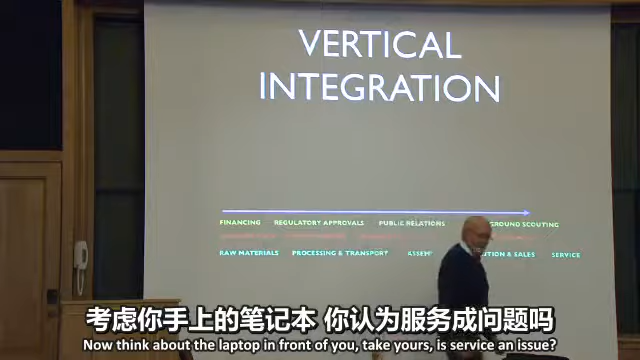 VERTICAL
INTEGRATION
FINANCING REGULATORY APPROVALS PUBLIC RELATIONS GROUND SCOUTING
RAW MATERIALS PROCESSING & TRANSPORT ASSEM & SALES SERVICE
考虑你手上的笔记本 你认为服务成问题吗
Now think about the laptop in front of you, take yours, is service an issue?